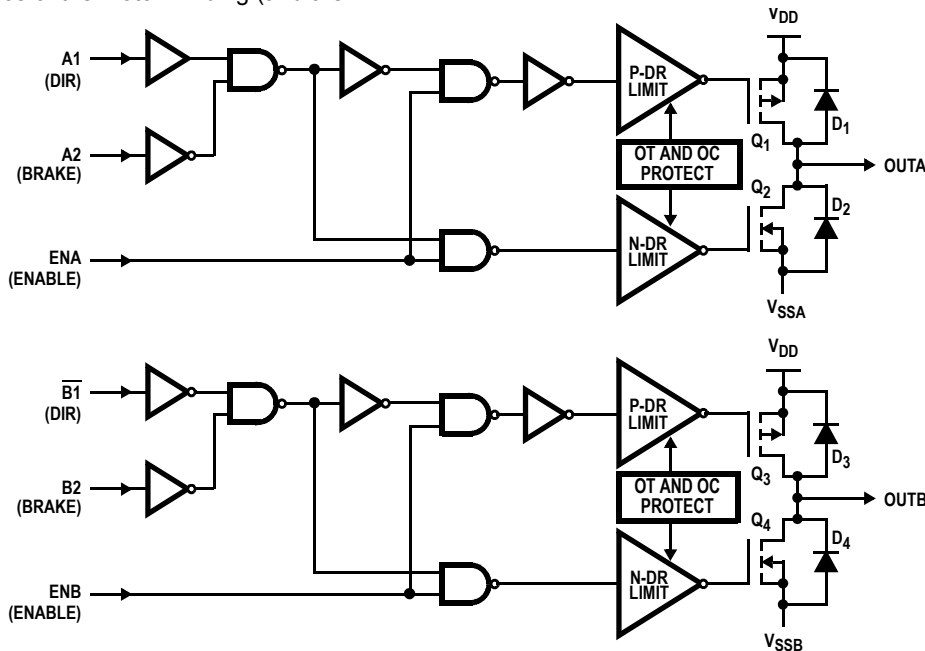 A1
(DIR)
A2
(BRAKE)
ENA
(ENABLE)
P-DR
LIMIT
OT AND OC
PROTECT
N-DR
LIMIT
VDD
Q1
D1
OUTA
Q2
D2
VSSA
B1
(DIR)
B2
(BRAKE)
ENB
(ENABLE)
P-DR
LIMIT
OT AND OC
PROTECT
N-DR
LIMIT
VDD
Q3
D3
OUTB
Q4
D4
VSSB